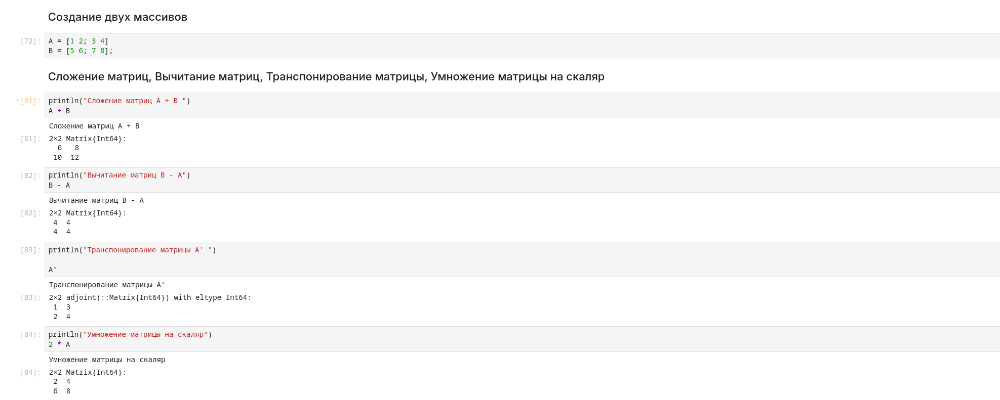 Создание двух массивов
[72]: A = [1 2; 3 4]
B = [5 6; 7 8];
Сложение матриц, Вычитание матриц, Транспонирование матрицы, Умножение матрицы на скаляр
•[81]: println("Сложение матриц A + B ")
A + B
Сложение матриц A + B
[81]: 2×2 Matrix{Int64}:
6 8
10 12
[82]: println("Вычитание матриц B - A")
B - A
Вычитание матриц B - A
[82]: 2×2 Matrix{Int64}:
4 4
4 4
[83]: println("Транспонирование матрицы A' ")
A'
Транспонирование матрицы A'
[83]: 2×2 adjoint(::Matrix{Int64}) with eltype Int64:
1 3
2 4
[84]: println("Умножение матрицы на скаляр")
2 * A
Умножение матрицы на скаляр
[84]: 2×2 Matrix{Int64}:
2 4
6 8